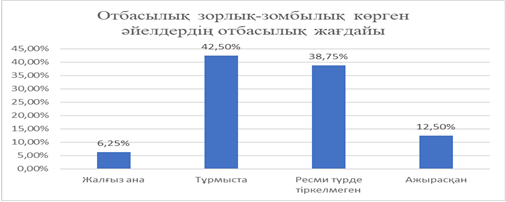 Отбасылық зорлық-зомбылық көрген
әйелдердің отбасылық жағдайы
45,00%
40,00%
35,00%
30,00%
25,00%
20,00%
15,00%
10,00%
5,00%
0,00%
6,25%
42,50%
38,75%
12,50%
Жалғыз ана
Тұрмыста
Ресми түрде
тіркелмеген
Ажырасқан